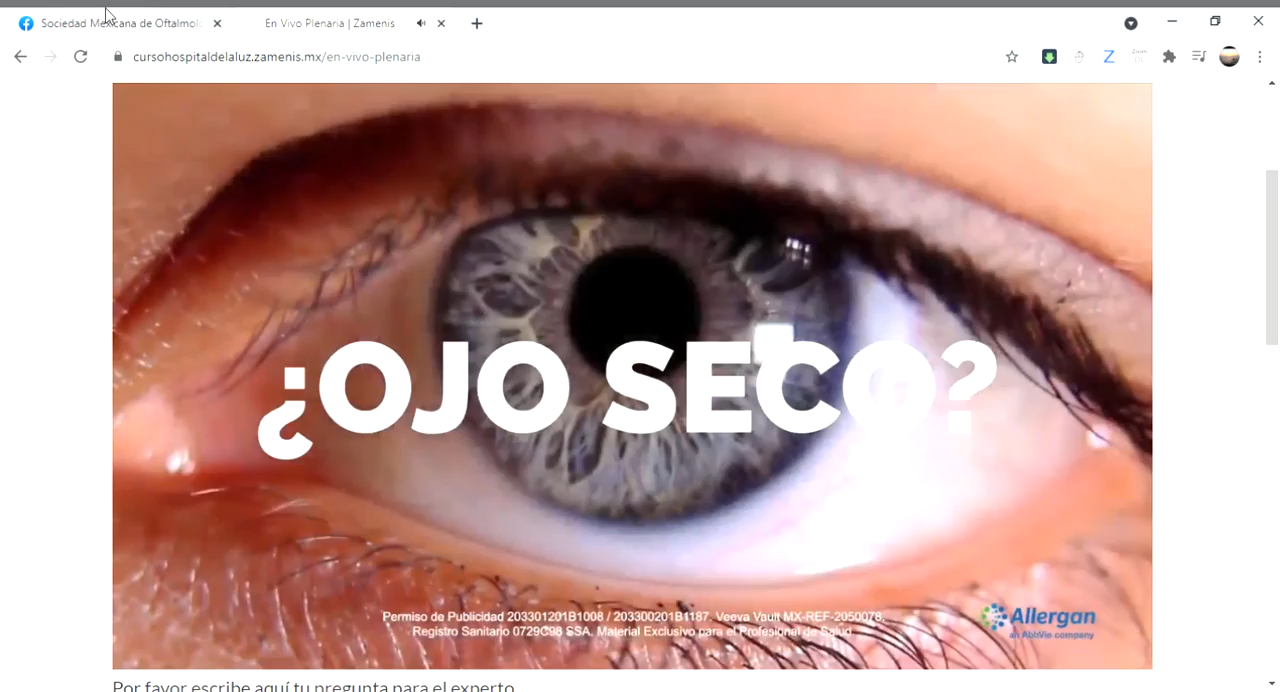 Sociedad Mexicana de Oftalmolo
En Vivo Plenaria | Zamenis
cursohospitaldelaluz.zamenis.mx/en-vivo-plenaria
¿OJO SECO?
Permiso de Publicidad 203301201B1008 / 203300201B1187. Veeva Vault MX-REF-2050078,
Registro Sanitario 0729C98 SSA. Material Exclusivo para el Profesional de Salud
Allergan
an AbbVie company
Por favor escribe aquí tu pregunta para el experto